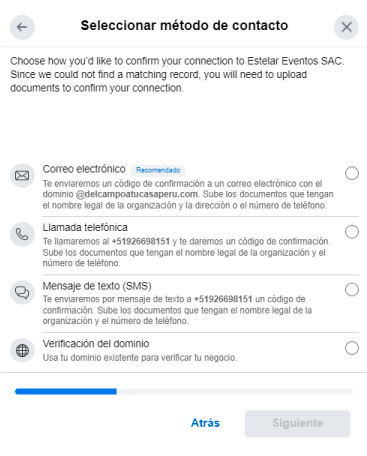 Seleccionar método de contacto
Choose how you'd like to confirm your connection to Estelar Eventos SAC.
Since we could not find a matching record, you will need to upload
documents to confirm your connection.
Correo electrónico Recomendado
Te enviaremos un código de confirmación a un correo electrónico con el
dominio @delcampoatucasaperu.com. Sube los documentos que tengan
el nombre legal de la organización y la dirección o el número de teléfono.
Llamada telefónica
Te llamaremos al +51926698151 y te daremos un código de confirmación.
Sube los documentos que tengan el nombre legal de la organización y el
número de teléfono.
Mensaje de texto (SMS)
Te enviaremos por mensaje de texto a +51926698151 un código de
confirmación. Sube los documentos que tengan el nombre legal de la
organización y el número de teléfono.
Verificación del dominio
Usa tu dominio existente para verificar tu negocio.
Atrás
Siguiente